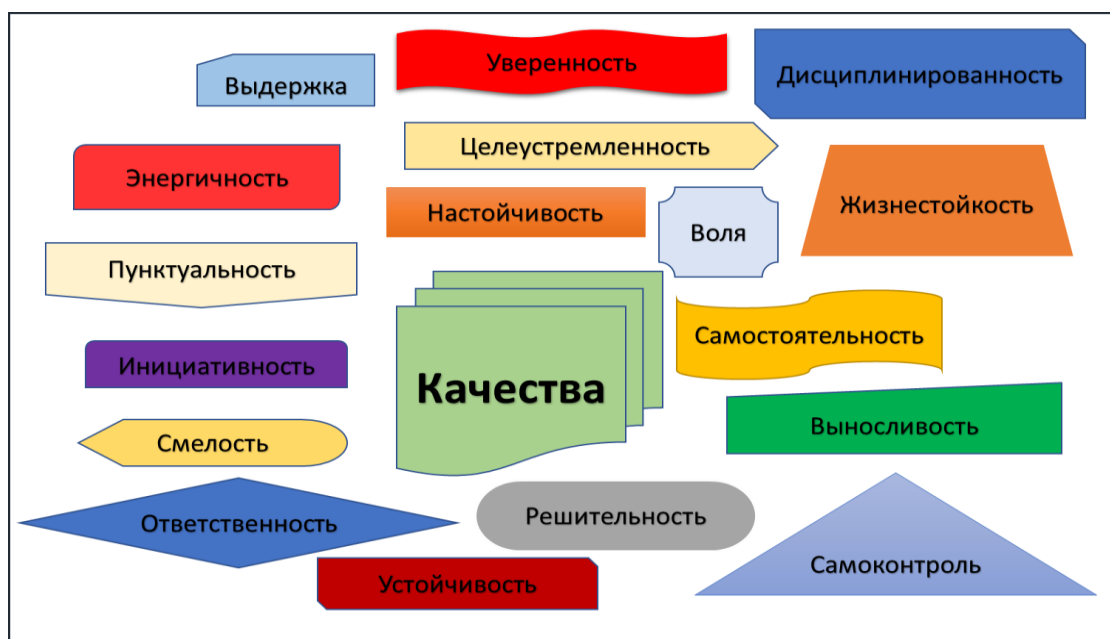 Уверенность
Дисциплинированность
Выдержка
Целеустремленность
Энергичность
Настойчивость
Жизнестойкость
Воля
Пунктуальность
Самостоятельность
Инициативность
Качества
Выносливость
Смелость
Ответственность
Решительность
Самоконтроль
Устойчивость